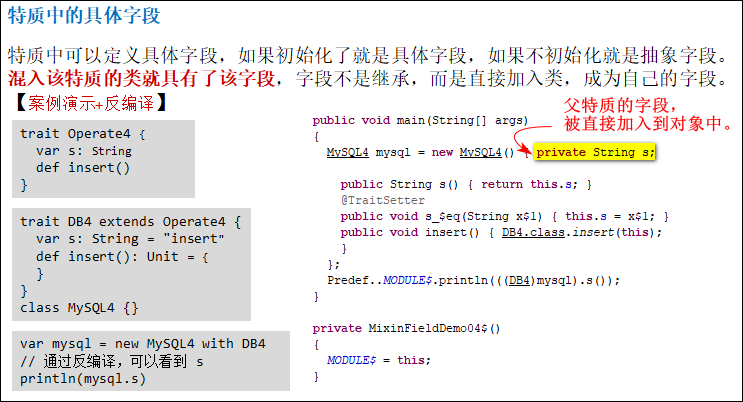 特质中的具体字段
特质中可以定义具体字段，如果初始化了就是具体字段，如果不初始化就是抽象字段。
混入该特质的类就具有了该字段，字段不是继承，而是直接加入类，成为自己的字段。
【案例演示+反编译】
trait Operate4 {
  var s: String
  def insert()
}
trait DB4 extends Operate4 {
  var s: String = "insert"
  def insert(): Unit = {
  }
}
class MySQL4 {}
var mysql = new MySQL4 with DB4
// 通过反编译，可以看到 s
println(mysql.s)
父特质的字段，
被直接加入到对象中。
public void main(String[] args)
{
  MySQL4 mysql = new MySQL4() { private String s;
    public String s() { return this.s; }
    @TraitSetter
    public void s_$eq(String x$1) { this.s = x$1; }
    public void insert() { DB4.class.insert(this);
    }
  };
  Predef..MODULE$.println(((DB4)mysql).s());
}
private MixinFieldDemo04$()
{
  MODULE$ = this;
}